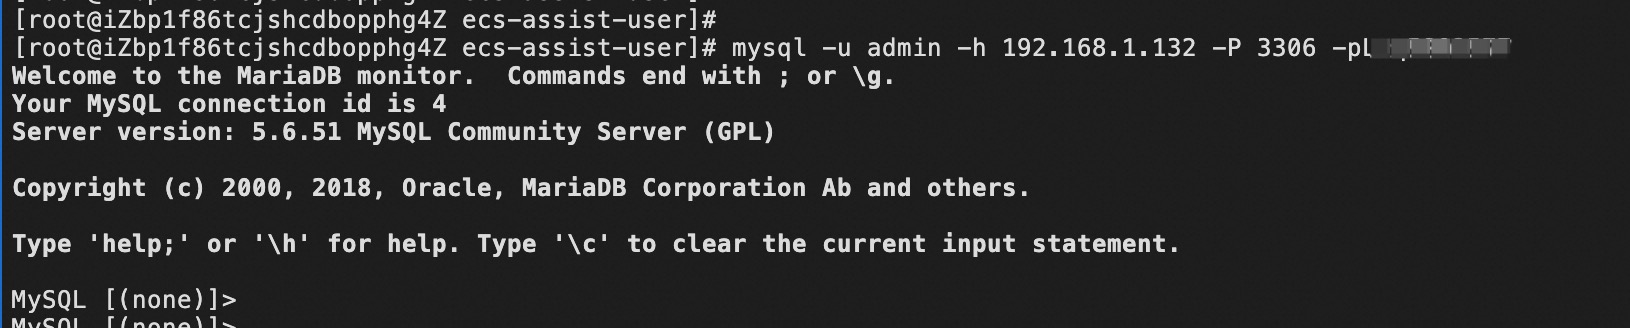 [root@iZbp1f86tcjshcdbopphg4Z ecs-assist-user]#
[root@iZbp1f86tcjshcdbopphg4Z ecs-assist-user]# mysql -u admin -h 192.168.1.132 -P 3306 -pL
Welcome to the MariaDB monitor.  Commands end with ; or \g.
Your MySQL connection id is 4
Server version: 5.6.51 MySQL Community Server (GPL)
Copyright (c) 2000, 2018, Oracle, MariaDB Corporation Ab and others.
Type 'help;' or '\h' for help. Type '\c' to clear the current input statement.
MySQL [(none)]>
MySQL [(none)]>